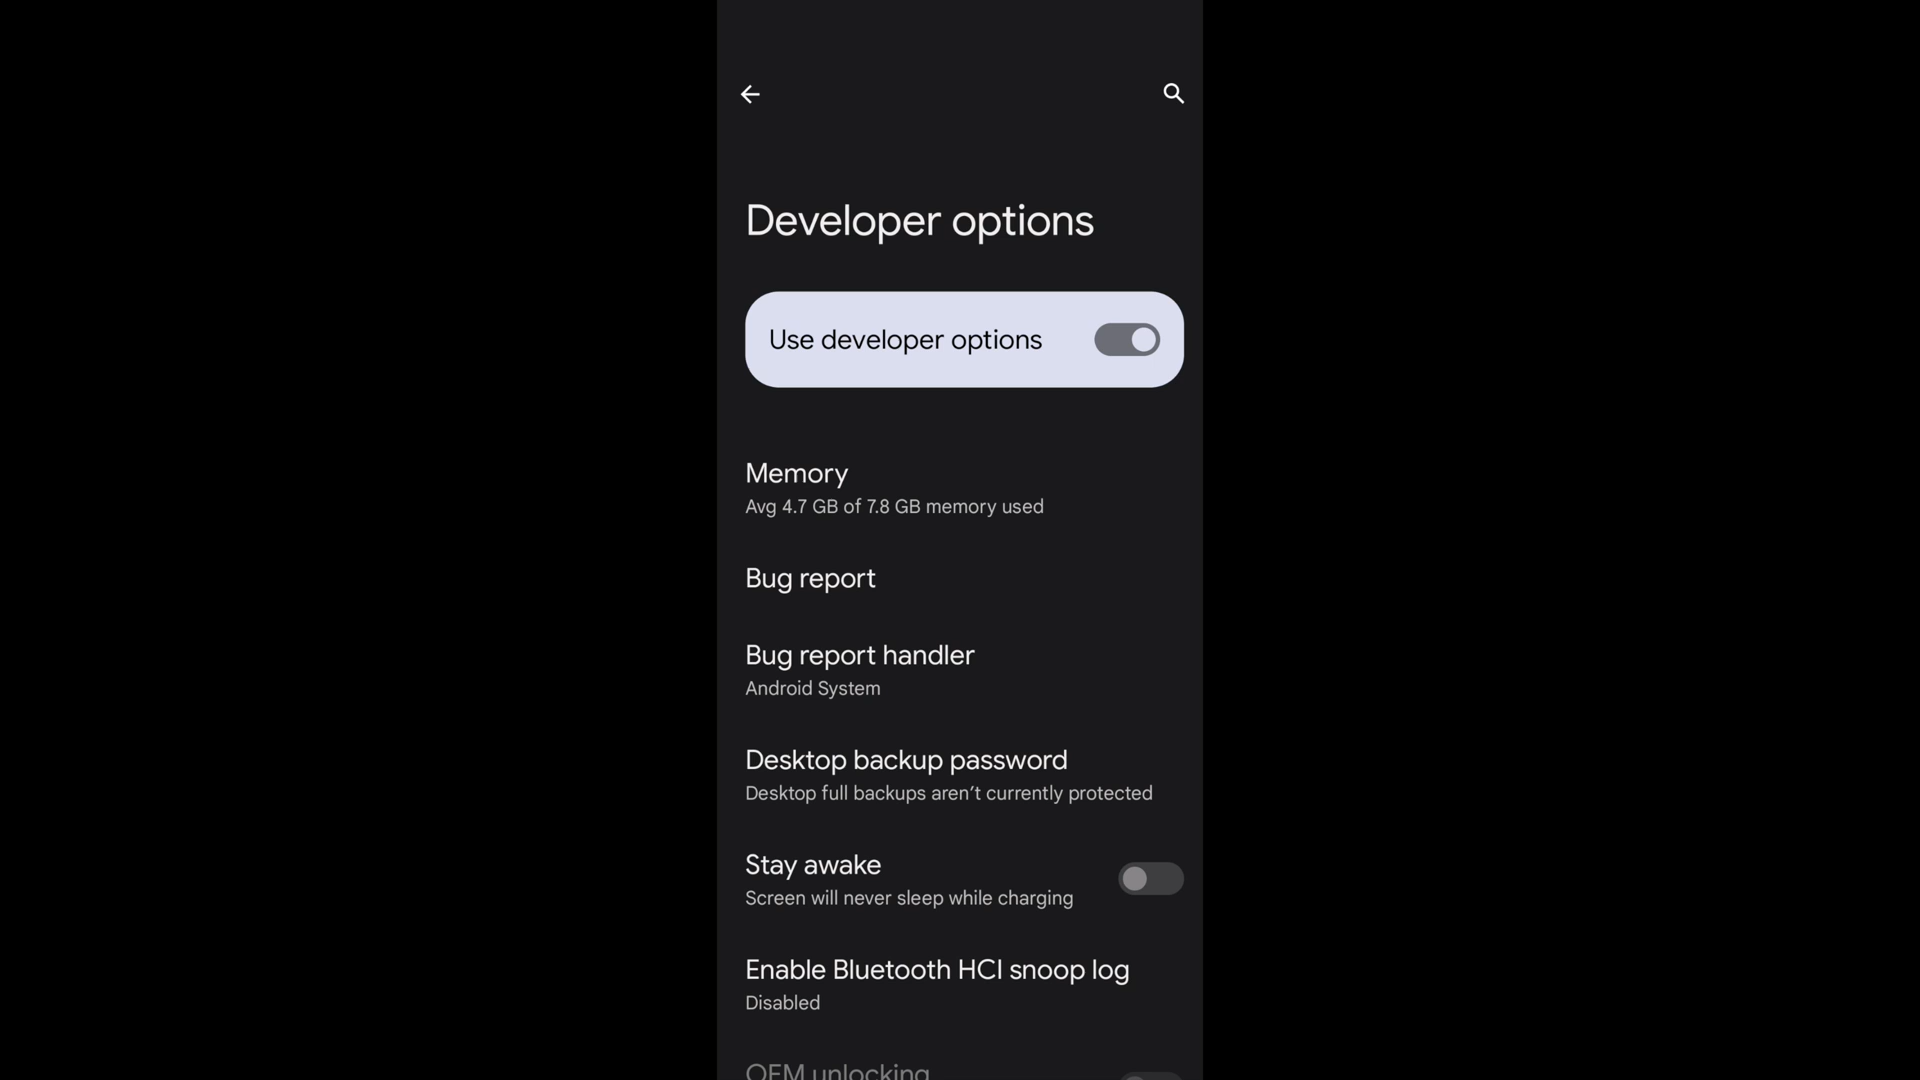 Developer options
Use developer options
Memory
Avg 4.7 GB of 7.8 GB memory used
Bug report
Bug report handler
Android System
Desktop backup password
Desktop full backups aren’t currently protected
Stay awake
Screen will never sleep while charging
Enable Bluetooth HCI snoop log
Disabled
OEM unlocking